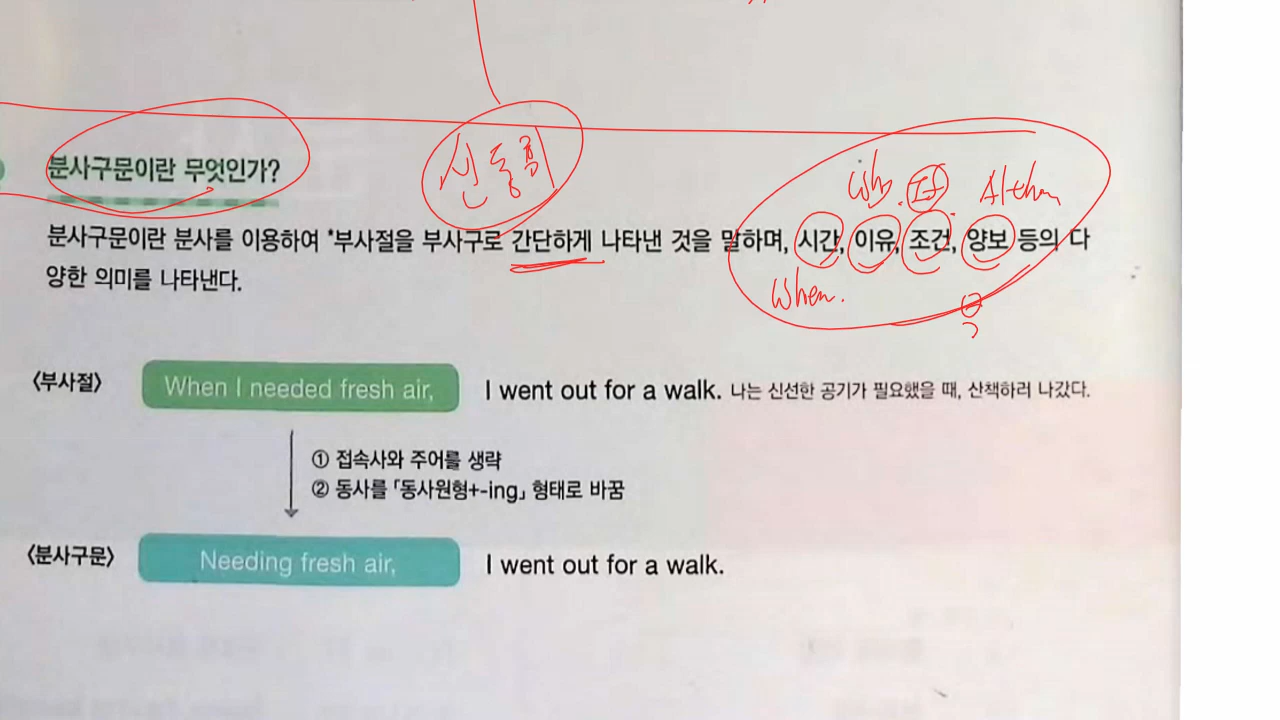 분사구문이란 무엇인가?
신동희
If Althou
분사구문이란 분사를 이용하여 *부사절을 부사구로 간단하게 나타낸 것을 말하며, 시간, 이유, 조건, 양보 등의 다
양한 의미를 나타낸다.
When.
〈부사절〉 When I needed fresh air, I went out for a walk. 나는 신선한 공기가 필요했을 때, 산책하러 나갔다.
① 접속사와 주어를 생략
② 동사를 「동사원형+-ing」 형태로 바꿈
〈분사구문〉 Needing fresh air, I went out for a walk.